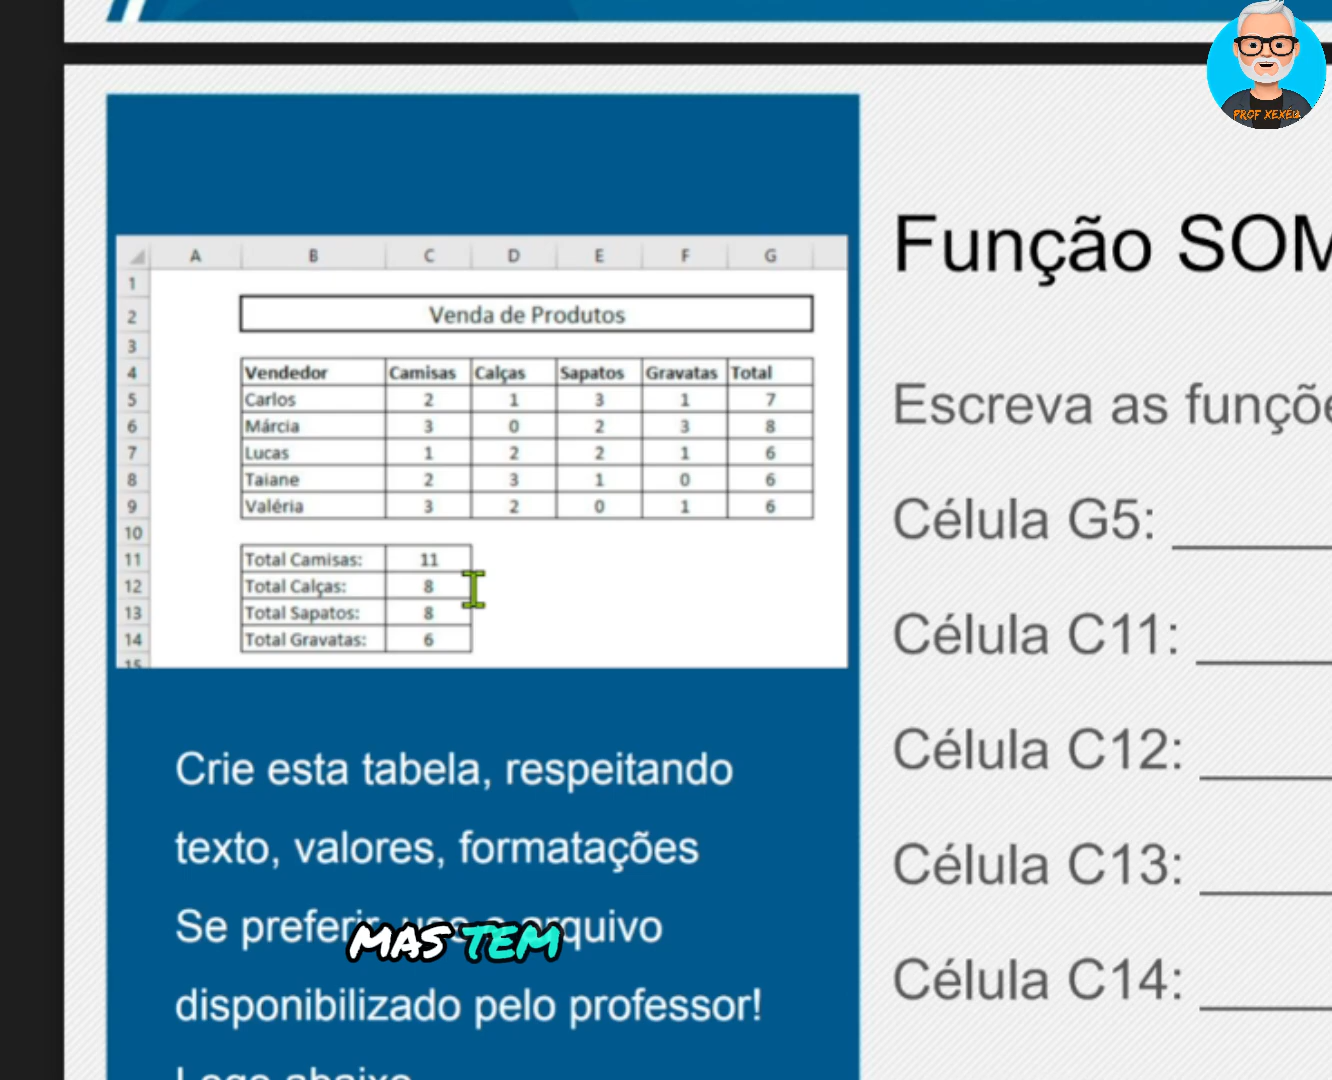 PROF XEXÉU
A B C D E F G
1
2 Venda de Produtos
3
4 Vendedor Camisas Calças Sapatos Gravatas Total
5 Carlos 2 1 3 1 7
6 Márcia 3 0 2 3 8
7 Lucas 1 2 2 1 6
8 Taiane 2 3 1 0 6
9 Valéria 3 2 0 1 6
10
11 Total Camisas: 11
12 Total Calças: 8
13 Total Sapatos: 8
14 Total Gravatas: 6
15
Crie esta tabela, respeitando
texto, valores, formatações
Se preferir, use o arquivo
MAS TEM
disponibilizado pelo professor!
Logo abaixo
Função SOM
Escreva as funçõe
Célula G5:
Célula C11:
Célula C12:
Célula C13:
Célula C14: